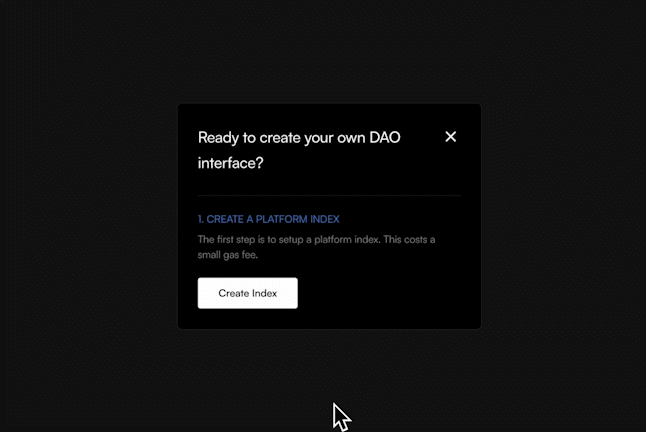 Ready to create your own DAO
interface?
1. CREATE A PLATFORM INDEX
The first step is to setup a platform index. This costs a
small gas fee.
Create Index